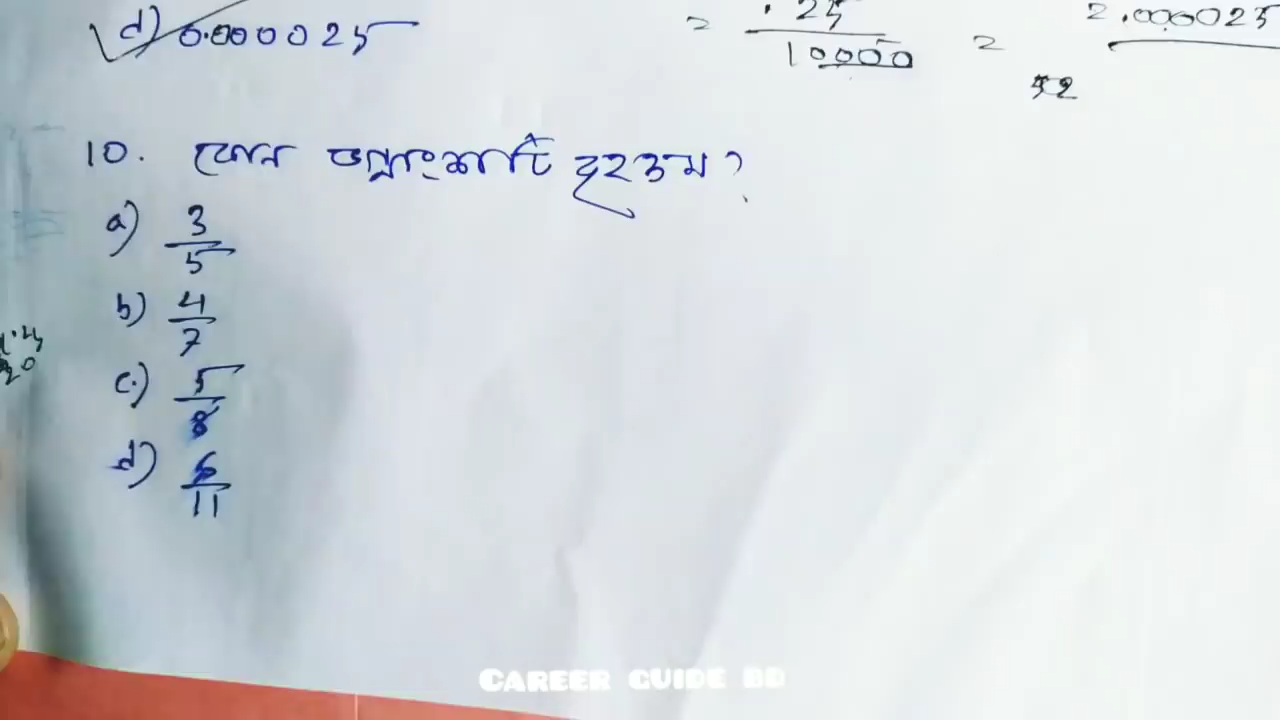 d) 0.000025 = .25/10000 = 2.000025
52
10. কোন ভগ্নাংশটি বৃহত্তম?
a) 3/5
b) 4/7
c) 5/8
d) 6/11
CAREER GUIDE BD